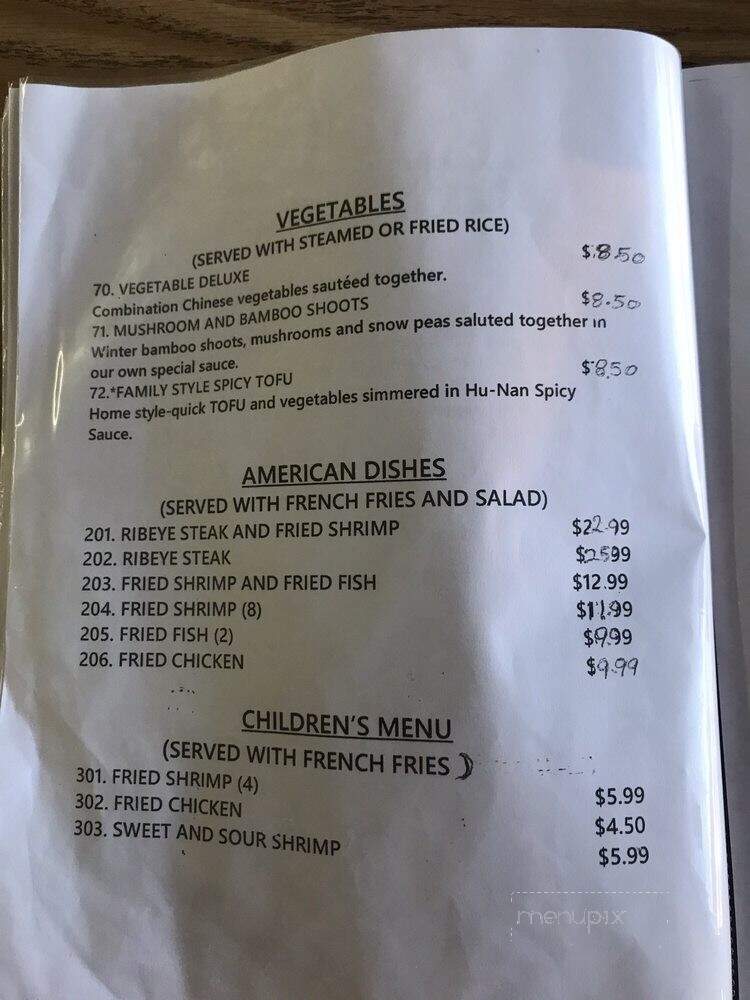 VEGETABLES
(SERVED WITH STEAMED OR FRIED RICE)
70. VEGETABLE DELUXE $8.50
Combination Chinese vegetables sautéed together.
71. MUSHROOM AND BAMBOO SHOOTS $8.50
Winter bamboo shoots, mushrooms and snow peas saluted together in
our own special sauce.
72.*FAMILY STYLE SPICY TOFU $8.50
Home style-quick TOFU and vegetables simmered in Hu-Nan Spicy
Sauce.
AMERICAN DISHES
(SERVED WITH FRENCH FRIES AND SALAD)
201. RIBEYE STEAK AND FRIED SHRIMP $22.99
202. RIBEYE STEAK $25.99
203. FRIED SHRIMP AND FRIED FISH $12.99
204. FRIED SHRIMP (8) $11.99
205. FRIED FISH (2) $9.99
206. FRIED CHICKEN $9.99
CHILDREN'S MENU
(SERVED WITH FRENCH FRIES)
301. FRIED SHRIMP (4) $5.99
302. FRIED CHICKEN $4.50
303. SWEET AND SOUR SHRIMP $5.99
menupix